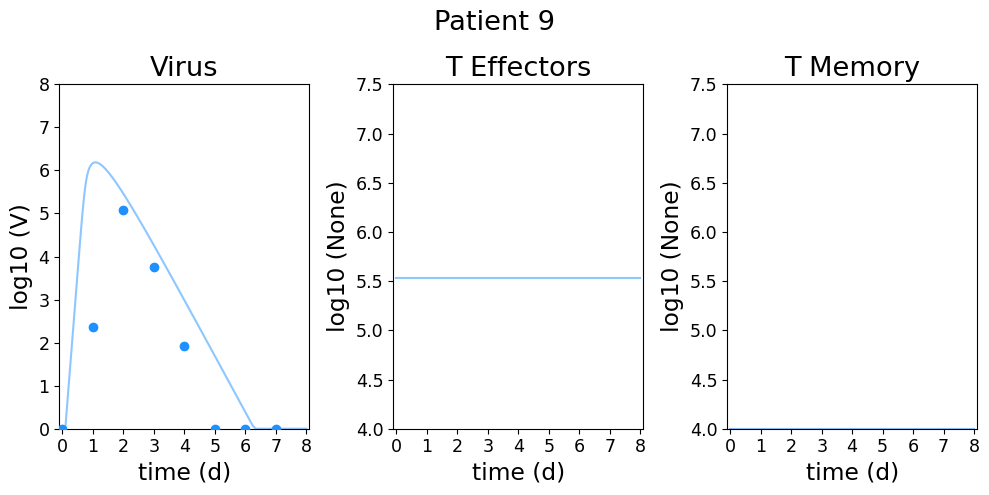 Patient 9
Virus
T Effectors
T Memory
log10 (V)
8
7
6
5
4
3
2
1
0
0 1 2 3 4 5 6 7 8
time (d)
log10 (None)
7.5
7.0
6.5
6.0
5.5
5.0
4.5
4.0
0 1 2 3 4 5 6 7 8
time (d)
log10 (None)
7.5
7.0
6.5
6.0
5.5
5.0
4.5
4.0
0 1 2 3 4 5 6 7 8
time (d)